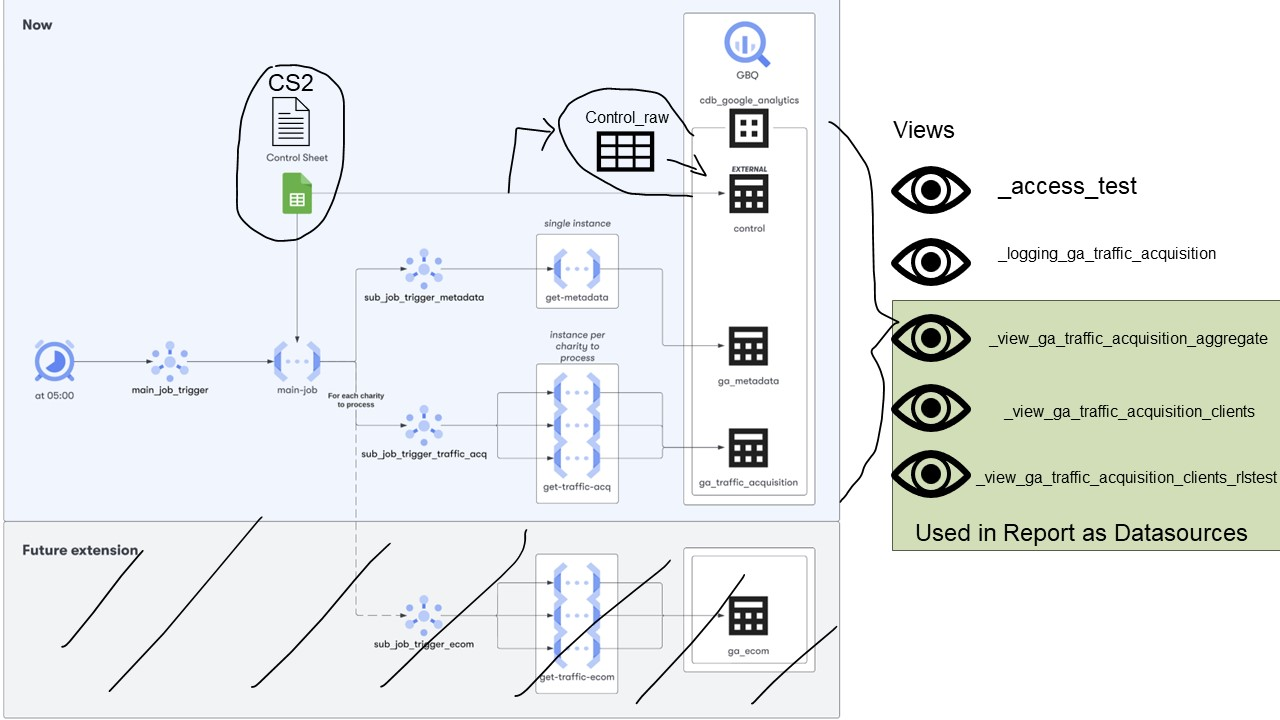 Now
CS2
Control Sheet
Control_raw
GBQ
cdb_google_analytics
EXTERNAL
control
single instance
sub_job_trigger_metadata
get-metadata
instance per
charity to
process
ga_metadata
at 05:00
main_job_trigger
main-job
For each charity
to process
sub_job_trigger_traffic_acq
get-traffic-acq
ga_traffic_acquisition
Future extension
sub_job_trigger_ecom
get-traffic-ecom
ga_ecom
Views
_access_test
_logging_ga_traffic_acquisition
_view_ga_traffic_acquisition_aggregate
_view_ga_traffic_acquisition_clients
_view_ga_traffic_acquisition_clients_rlstest
Used in Report as Datasources